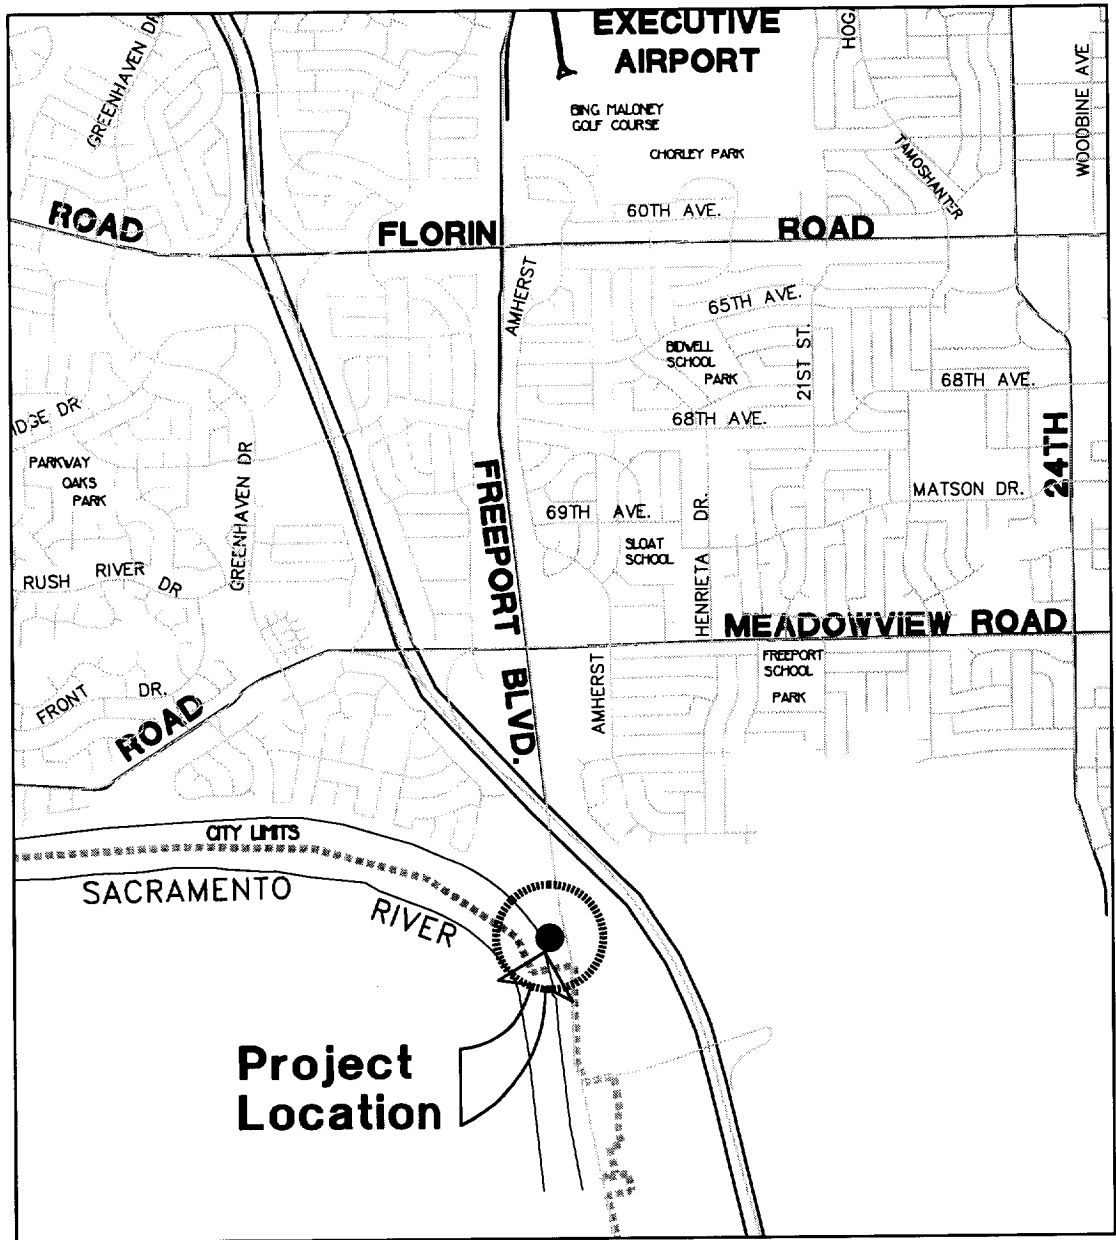 GREENHAVEN DR
EXECUTIVE
AIRPORT
HOGA
WOODBINE AVE
BING MALONEY
GOLF COURSE
CHORLEY PARK
TAMOSHANTER
60TH AVE.
ROAD
FLORIN
ROAD
AMHERST
65TH AVE.
BIDWELL
SCHOOL
PARK
21ST ST.
68TH AVE.
68TH AVE.
IDGE DR
24TH
PARKWAY
OAKS
PARK
GREENHAVEN DR
FREEPORT BLVD.
MATSON DR.
69TH AVE.
SLOAT
SCHOOL
HENRIETA DR.
RUSH RIVER DR
MEADOWVIEW ROAD
FREEPORT
SCHOOL
PARK
AMHERST
FRONT DR.
ROAD
CITY LIMITS
SACRAMENTO
RIVER
Project
Location